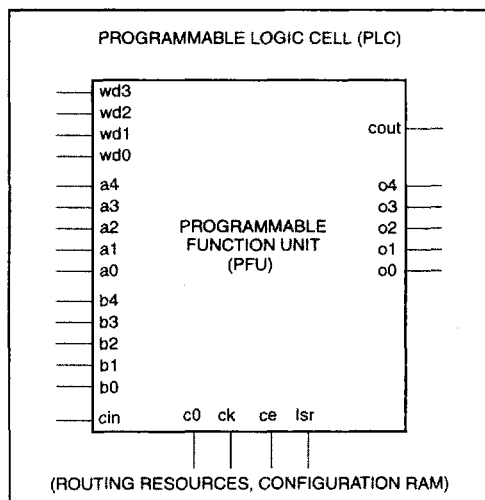 PROGRAMMABLE LOGIC CELL (PLC)
wd3
wd2
wd1
wd0
a4
a3
a2
a1
a0
b4
b3
b2
b1
b0
cin
PROGRAMMABLE
FUNCTION UNIT
(PFU)
cout
o4
o3
o2
o1
o0
c0 ck ce lsr
(ROUTING RESOURCES, CONFIGURATION RAM)